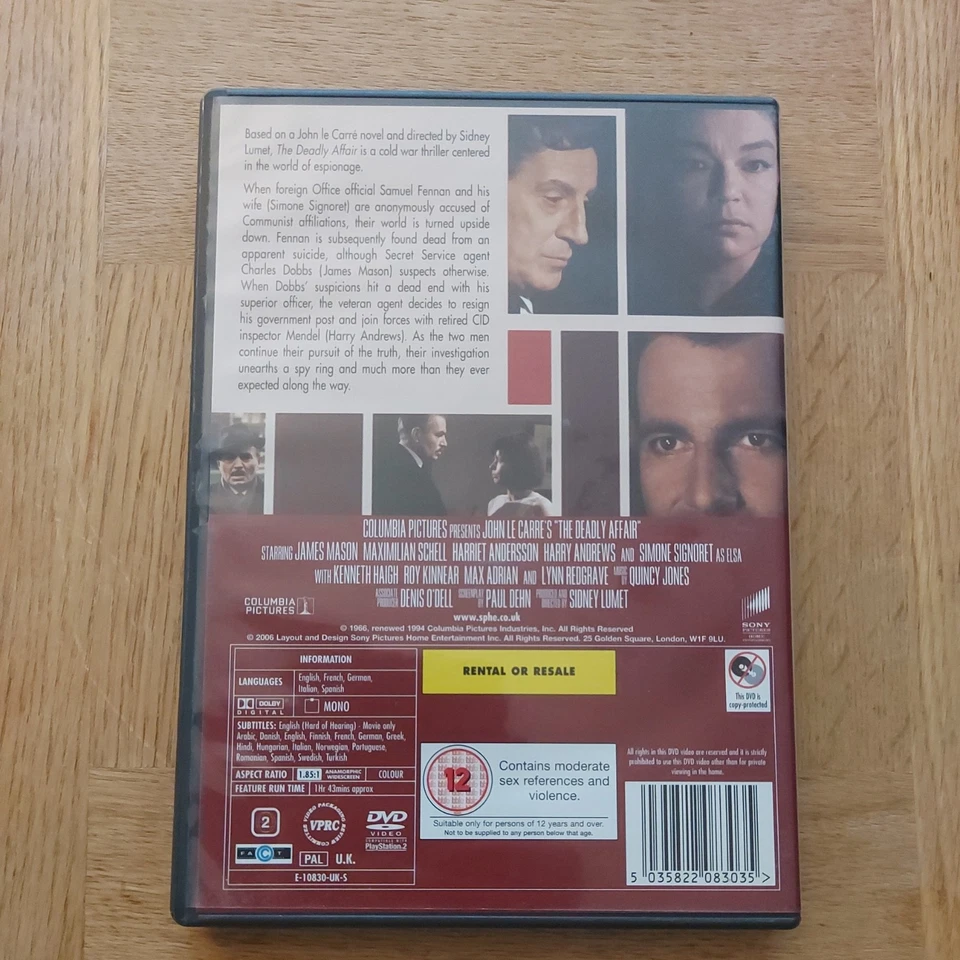 Based on a John le Carré novel and directed by Sidney
Lumet, The Deadly Affair is a cold war thriller centered
in the world of espionage.
When foreign Office official Samuel Fennan and his
wife (Simone Signoret) are anonymously accused of
Communist affiliations, their world is turned upside
down. Fennan is subsequently found dead from an
apparent suicide, although Secret Service agent
Charles Dobbs (James Mason) suspects otherwise.
When Dobbs' suspicions hit a dead end with his
superior officer, the veteran agent decides to resign
his government post and join forces with retired CID
inspector Mendel (Harry Andrews). As the two men
continue their pursuit of the truth, their investigation
unearths a spy ring and much more than they ever
expected along the way.
COLUMBIA PICTURES PRESENTS JOHN LE CARRE'S "THE DEADLY AFFAIR"
STARRING JAMES MASON MAXIMILIAN SCHELL HARRIET ANDERSSON HARRY ANDREWS AND SIMONE SIGNORET AS ELSA
WITH KENNETH HAIGH ROY KINNEAR MAX ADRIAN AND LYNN REDGRAVE MUSIC BY QUINCY JONES
ASSOCIATE PRODUCER DENIS O'DELL SCREENPLAY BY PAUL DEHN PRODUCED AND DIRECTED BY SIDNEY LUMET
COLUMBIA
PICTURES
www.sphe.co.uk
SONY
PICTURES
© 1966, renewed 1994 Columbia Pictures Industries, Inc. All Rights Reserved
© 2006 Layout and Design Sony Pictures Home Entertainment Inc. All Rights Reserved. 25 Golden Square, London, W1F 9LU.
INFORMATION
LANGUAGES
English, French, German,
Italian, Spanish
DOLBY
DIGITAL
MONO
SUBTITLES: English (Hard of Hearing) - Movie only
Arabic, Danish, English, Finnish, French, German, Greek,
Hindi, Hungarian, Italian, Norwegian, Portuguese,
Romanian, Spanish, Swedish, Turkish
ASPECT RATIO 1.85:1 ANAMORPHIC WIDESCREEN COLOUR
FEATURE RUN TIME 1Hr 43mins approx
2
VIDEO PACKAGING REVIEW COMMITTEE
VPRC
DVD
VIDEO
COMPATIBLE WITH
PlayStation.2
FACT
PAL U.K.
E-10830-UK-S
RENTAL OR RESALE
This DVD is
copy-protected
12
Contains moderate
sex references and
violence.
Suitable only for persons of 12 years and over.
Not to be supplied to any person below that age.
All rights in this DVD video are reserved and it is strictly
prohibited to use this DVD video other than for private
viewing in the home.
5 035822 083035 >